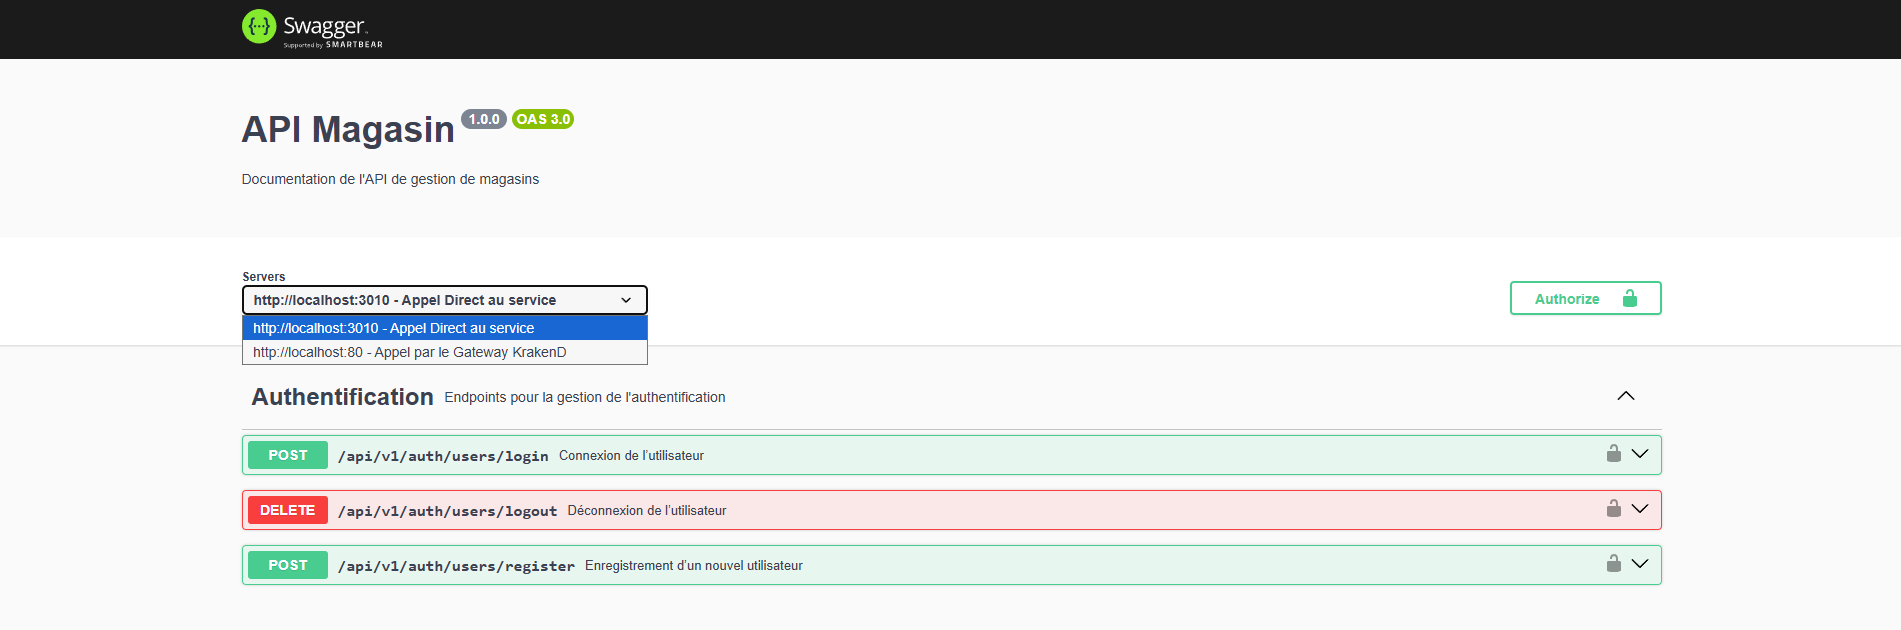 {···} Swagger
Supported by SMARTBEAR
API Magasin 1.0.0 OAS 3.0
Documentation de l'API de gestion de magasins
Servers
http://localhost:3010 - Appel Direct au service
Authorize
http://localhost:3010 - Appel Direct au service
http://localhost:80 - Appel par le Gateway KrakenD
Authentification Endpoints pour la gestion de l'authentification
POST /api/v1/auth/users/login Connexion de l'utilisateur
DELETE /api/v1/auth/users/logout Déconnexion de l'utilisateur
POST /api/v1/auth/users/register Enregistrement d'un nouvel utilisateur